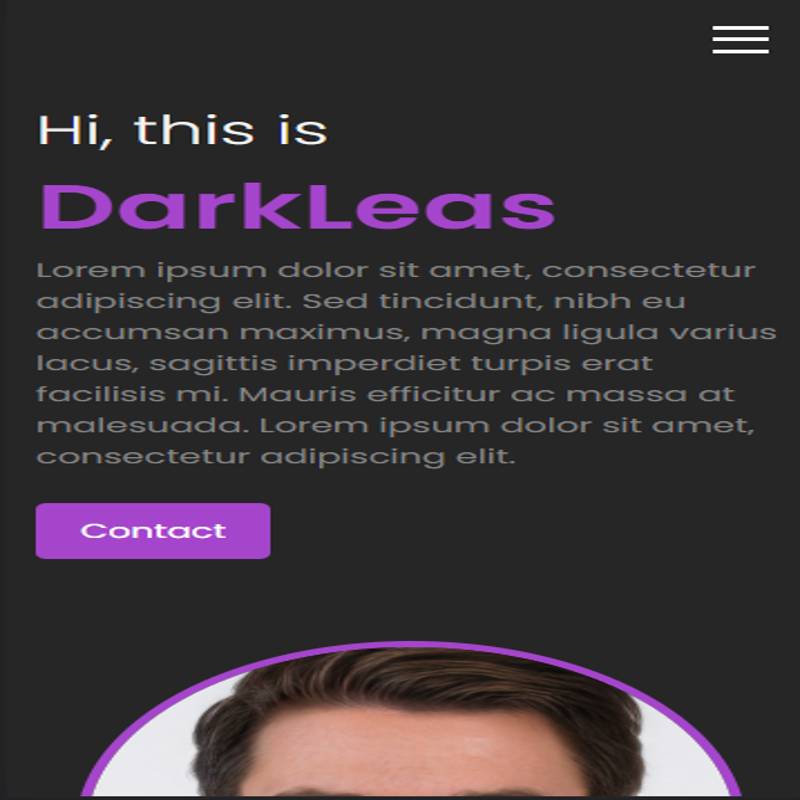 Hi, this is
DarkLeas
Lorem ipsum dolor sit amet, consectetur
adipiscing elit. Sed tincidunt, nibh eu
accumsan maximus, magna ligula varius
lacus, sagittis imperdiet turpis erat
facilisis mi. Mauris efficitur ac massa at
malesuada. Lorem ipsum dolor sit amet,
consectetur adipiscing elit.
Contact